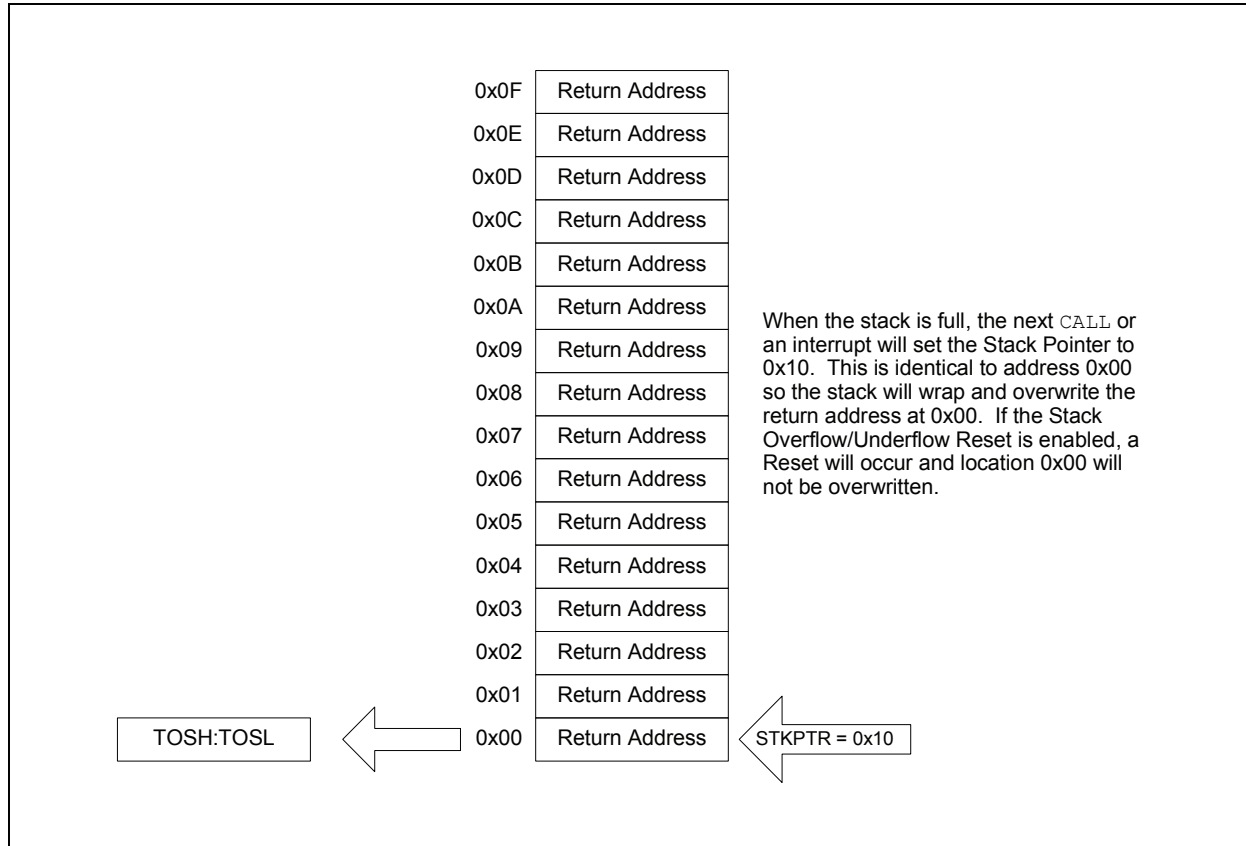 0x0F Return Address
0x0E Return Address
0x0D Return Address
0x0C Return Address
0x0B Return Address
0x0A Return Address
0x09 Return Address
0x08 Return Address
0x07 Return Address
0x06 Return Address
0x05 Return Address
0x04 Return Address
0x03 Return Address
0x02 Return Address
0x01 Return Address
TOSH:TOSL 0x00 Return Address STKPTR = 0x10
When the stack is full, the next CALL or
an interrupt will set the Stack Pointer to
0x10. This is identical to address 0x00
so the stack will wrap and overwrite the
return address at 0x00. If the Stack
Overflow/Underflow Reset is enabled, a
Reset will occur and location 0x00 will
not be overwritten.